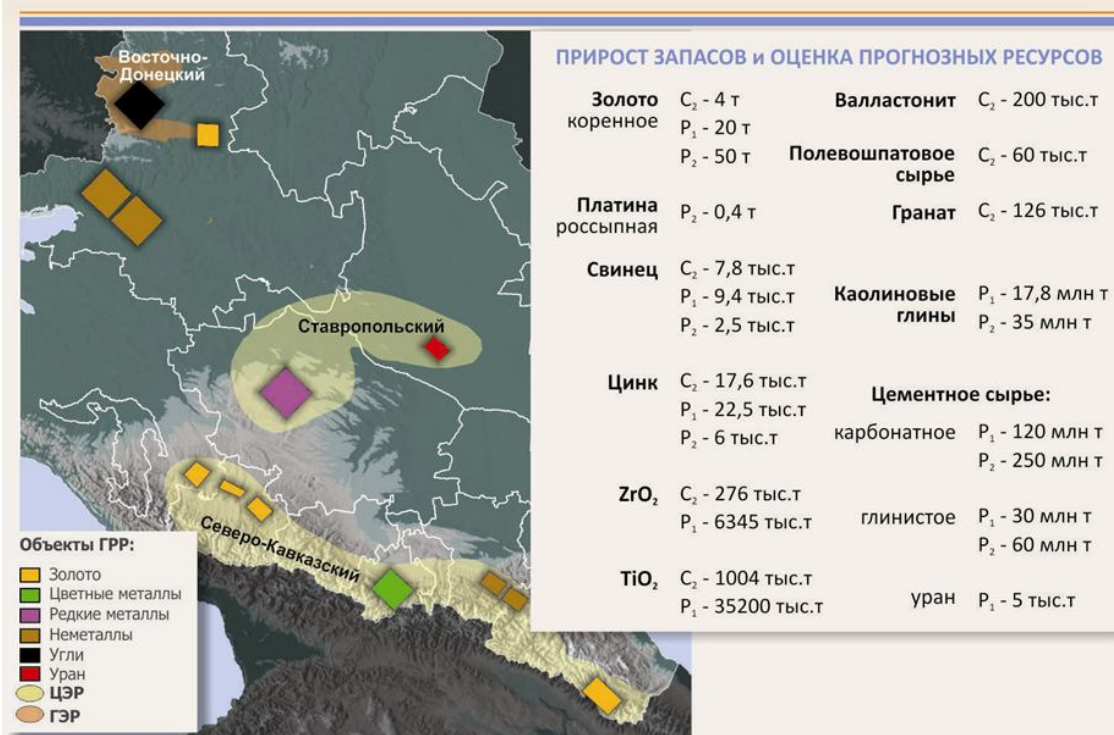 Восточно-
Донецкий
Ставропольский
Северо-Кавказский
Объекты ГРР:
Золото
Цветные металлы
Редкие металлы
Неметаллы
Угли
Уран
ЦЭР
ГЭР
ПРИРОСТ ЗАПАСОВ и ОЦЕНКА ПРОГНОЗНЫХ РЕСУРСОВ
Золото C₂ - 4 т
коренное P₁ - 20 т
P₂ - 50 т
Платина P₂ - 0,4 т
россыпная
Свинец C₂ - 7,8 тыс.т
P₁ - 9,4 тыс.т
P₂ - 2,5 тыс.т
Цинк C₂ - 17,6 тыс.т
P₁ - 22,5 тыс.т
P₂ - 6 тыс.т
ZrO₂ C₂ - 276 тыс.т
P₁ - 6345 тыс.т
TiO₂ C₂ - 1004 тыс.т
P₁ - 35200 тыс.т
Валластонит C₂ - 200 тыс.т
Полевошпатовое C₂ - 60 тыс.т
сырье
Гранат C₂ - 126 тыс.т
Каолиновые P₁ - 17,8 млн т
глины P₂ - 35 млн т
Цементное сырье:
карбонатное P₁ - 120 млн т
P₂ - 250 млн т
глинистое P₁ - 30 млн т
P₂ - 60 млн т
уран P₁ - 5 тыс.т